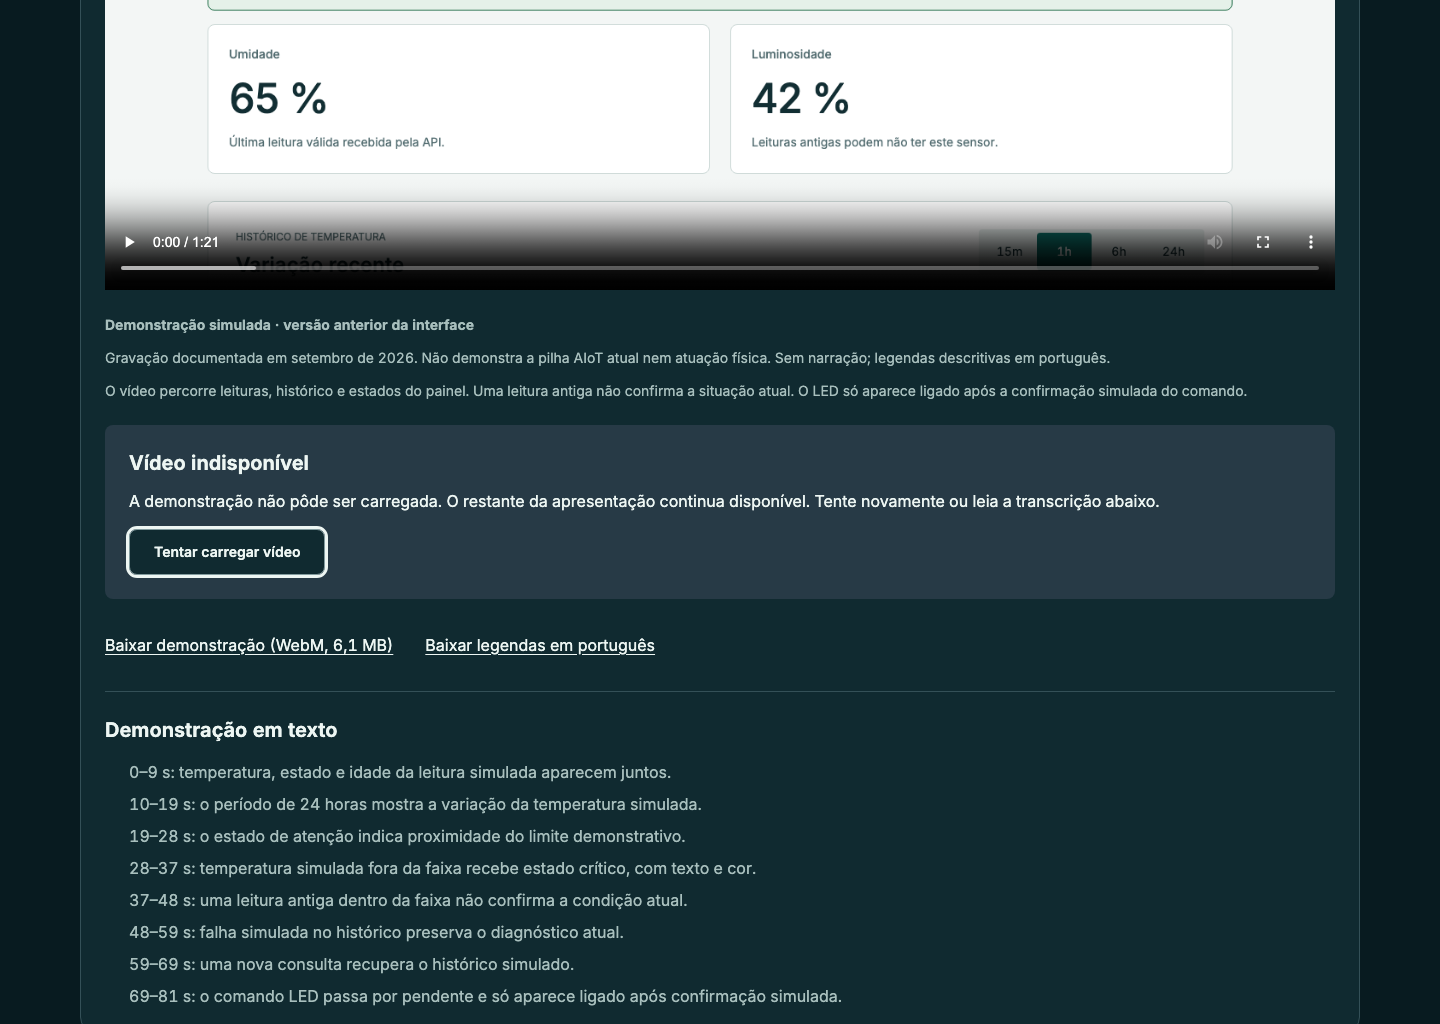 Umidade
65 %
Última leitura válida recebida pela API.
Luminosidade
42 %
Leituras antigas podem não ter este sensor.
HISTÓRICO DE TEMPERATURA
Variação recente
15m 1h 6h 24h
0:00 / 1:21
Demonstração simulada · versão anterior da interface
Gravação documentada em setembro de 2026. Não demonstra a pilha AIoT atual nem atuação física. Sem narração; legendas descritivas em português.
O vídeo percorre leituras, histórico e estados do painel. Uma leitura antiga não confirma a situação atual. O LED só aparece ligado após a confirmação simulada do comando.
Vídeo indisponível
A demonstração não pôde ser carregada. O restante da apresentação continua disponível. Tente novamente ou leia a transcrição abaixo.
Tentar carregar vídeo
Baixar demonstração (WebM, 6,1 MB) Baixar legendas em português
Demonstração em texto
0–9 s: temperatura, estado e idade da leitura simulada aparecem juntos.
10–19 s: o período de 24 horas mostra a variação da temperatura simulada.
19–28 s: o estado de atenção indica proximidade do limite demonstrativo.
28–37 s: temperatura simulada fora da faixa recebe estado crítico, com texto e cor.
37–48 s: uma leitura antiga dentro da faixa não confirma a condição atual.
48–59 s: falha simulada no histórico preserva o diagnóstico atual.
59–69 s: uma nova consulta recupera o histórico simulado.
69–81 s: o comando LED passa por pendente e só aparece ligado após confirmação simulada.